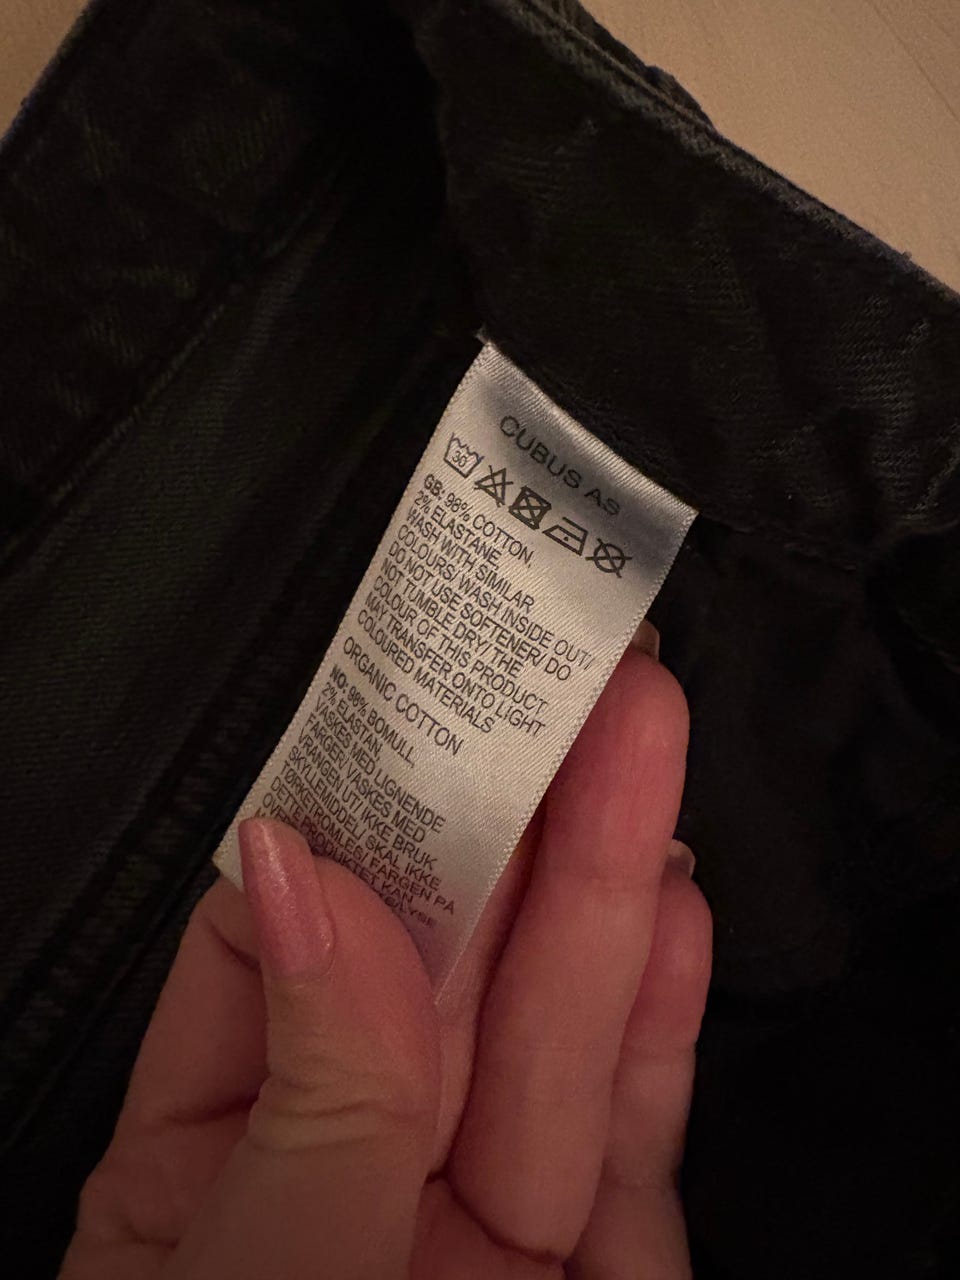 CUBUS AS
30
GB: 98% COTTON,
2% ELASTANE
WASH WITH SIMILAR
COLOURS/ WASH INSIDE OUT/
DO NOT USE SOFTENER/ DO
NOT TUMBLE DRY/ THE
COLOUR OF THIS PRODUCT
MAY TRANSFER ONTO LIGHT
COLOURED MATERIALS
ORGANIC COTTON
NO: 98% BOMULL,
2% ELASTAN
VASKES MED LIGNENDE
FARGER/ VASKES MED
VRANGEN UT/ IKKE BRUK
SKYLLEMIDDEL/ SKAL IKKE
TØRKETROMLES/ FARGEN PÅ
DETTE PRODUKTET KAN